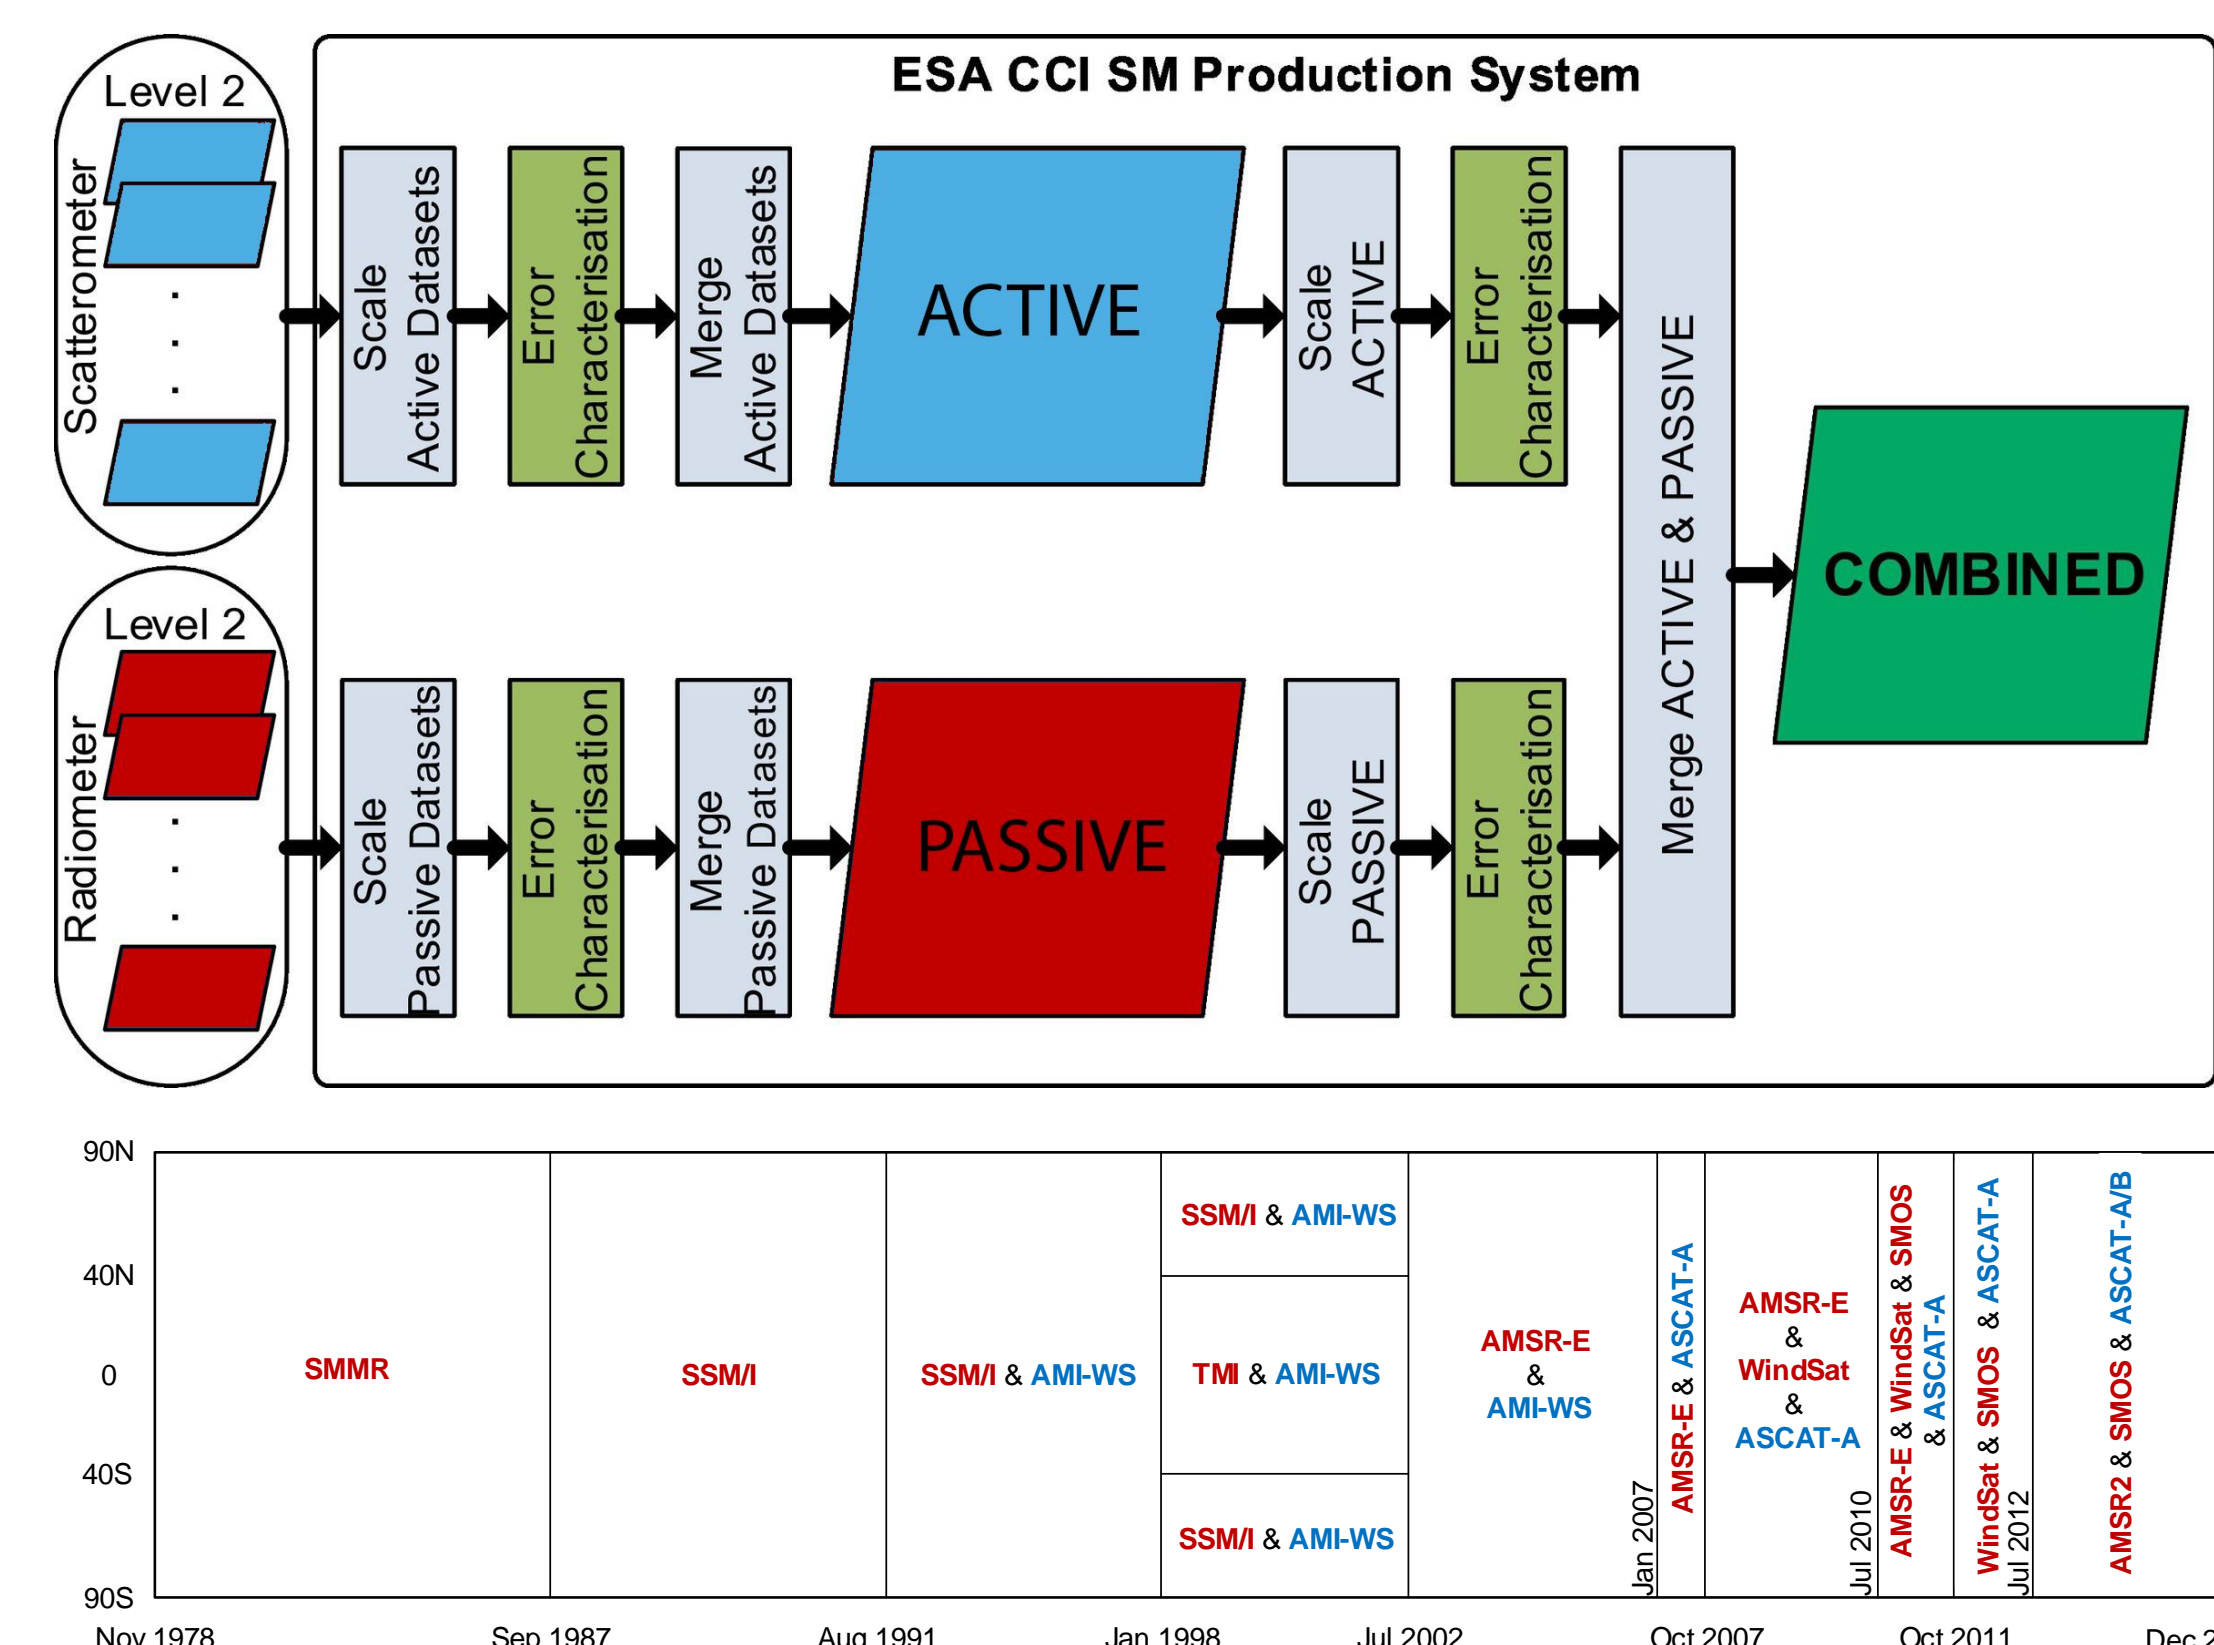 ESA CCI SM Production System
Level 2
Scatterometer
Scale
Active Datasets
Error
Characterisation
Merge
Active Datasets
ACTIVE
Scale
ACTIVE
Error
Characterisation
Merge ACTIVE & PASSIVE
COMBINED
Level 2
Radiometer
Scale
Passive Datasets
Error
Characterisation
Merge
Passive Datasets
PASSIVE
Scale
PASSIVE
Error
Characterisation
90N
40N
0
40S
90S
SMMR
SSM/I
SSM/I & AMI-WS
SSM/I & AMI-WS
TMI & AMI-WS
SSM/I & AMI-WS
AMSR-E
&
AMI-WS
Jan 2007
AMSR-E & ASCAT-A
AMSR-E
&
WindSat
&
ASCAT-A
Jul 2010
AMSR-E & WindSat & SMOS
& ASCAT-A
WindSat & SMOS & ASCAT-A
Jul 2012
AMSR2 & SMOS & ASCAT-A/B
Nov 1978
Sep 1987
Aug 1991
Jan 1998
Jul 2002
Oct 2007
Oct 2011
Dec